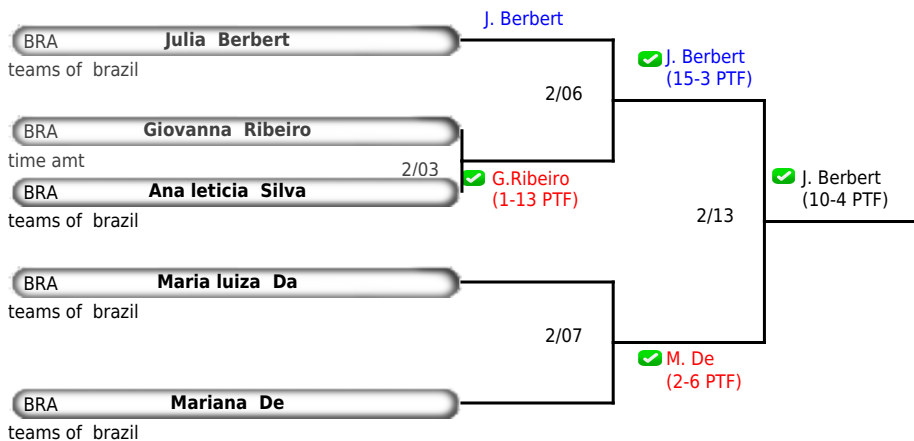 J. Berbert
BRA Julia Berbert
teams of brazil
J. Berbert
(15-3 PTF)
2/06
BRA Giovanna Ribeiro
time amt
2/03
G.Ribeiro
(1-13 PTF)
BRA Ana leticia Silva
teams of brazil
J. Berbert
(10-4 PTF)
2/13
BRA Maria luiza Da
teams of brazil
2/07
M. De
(2-6 PTF)
BRA Mariana De
teams of brazil